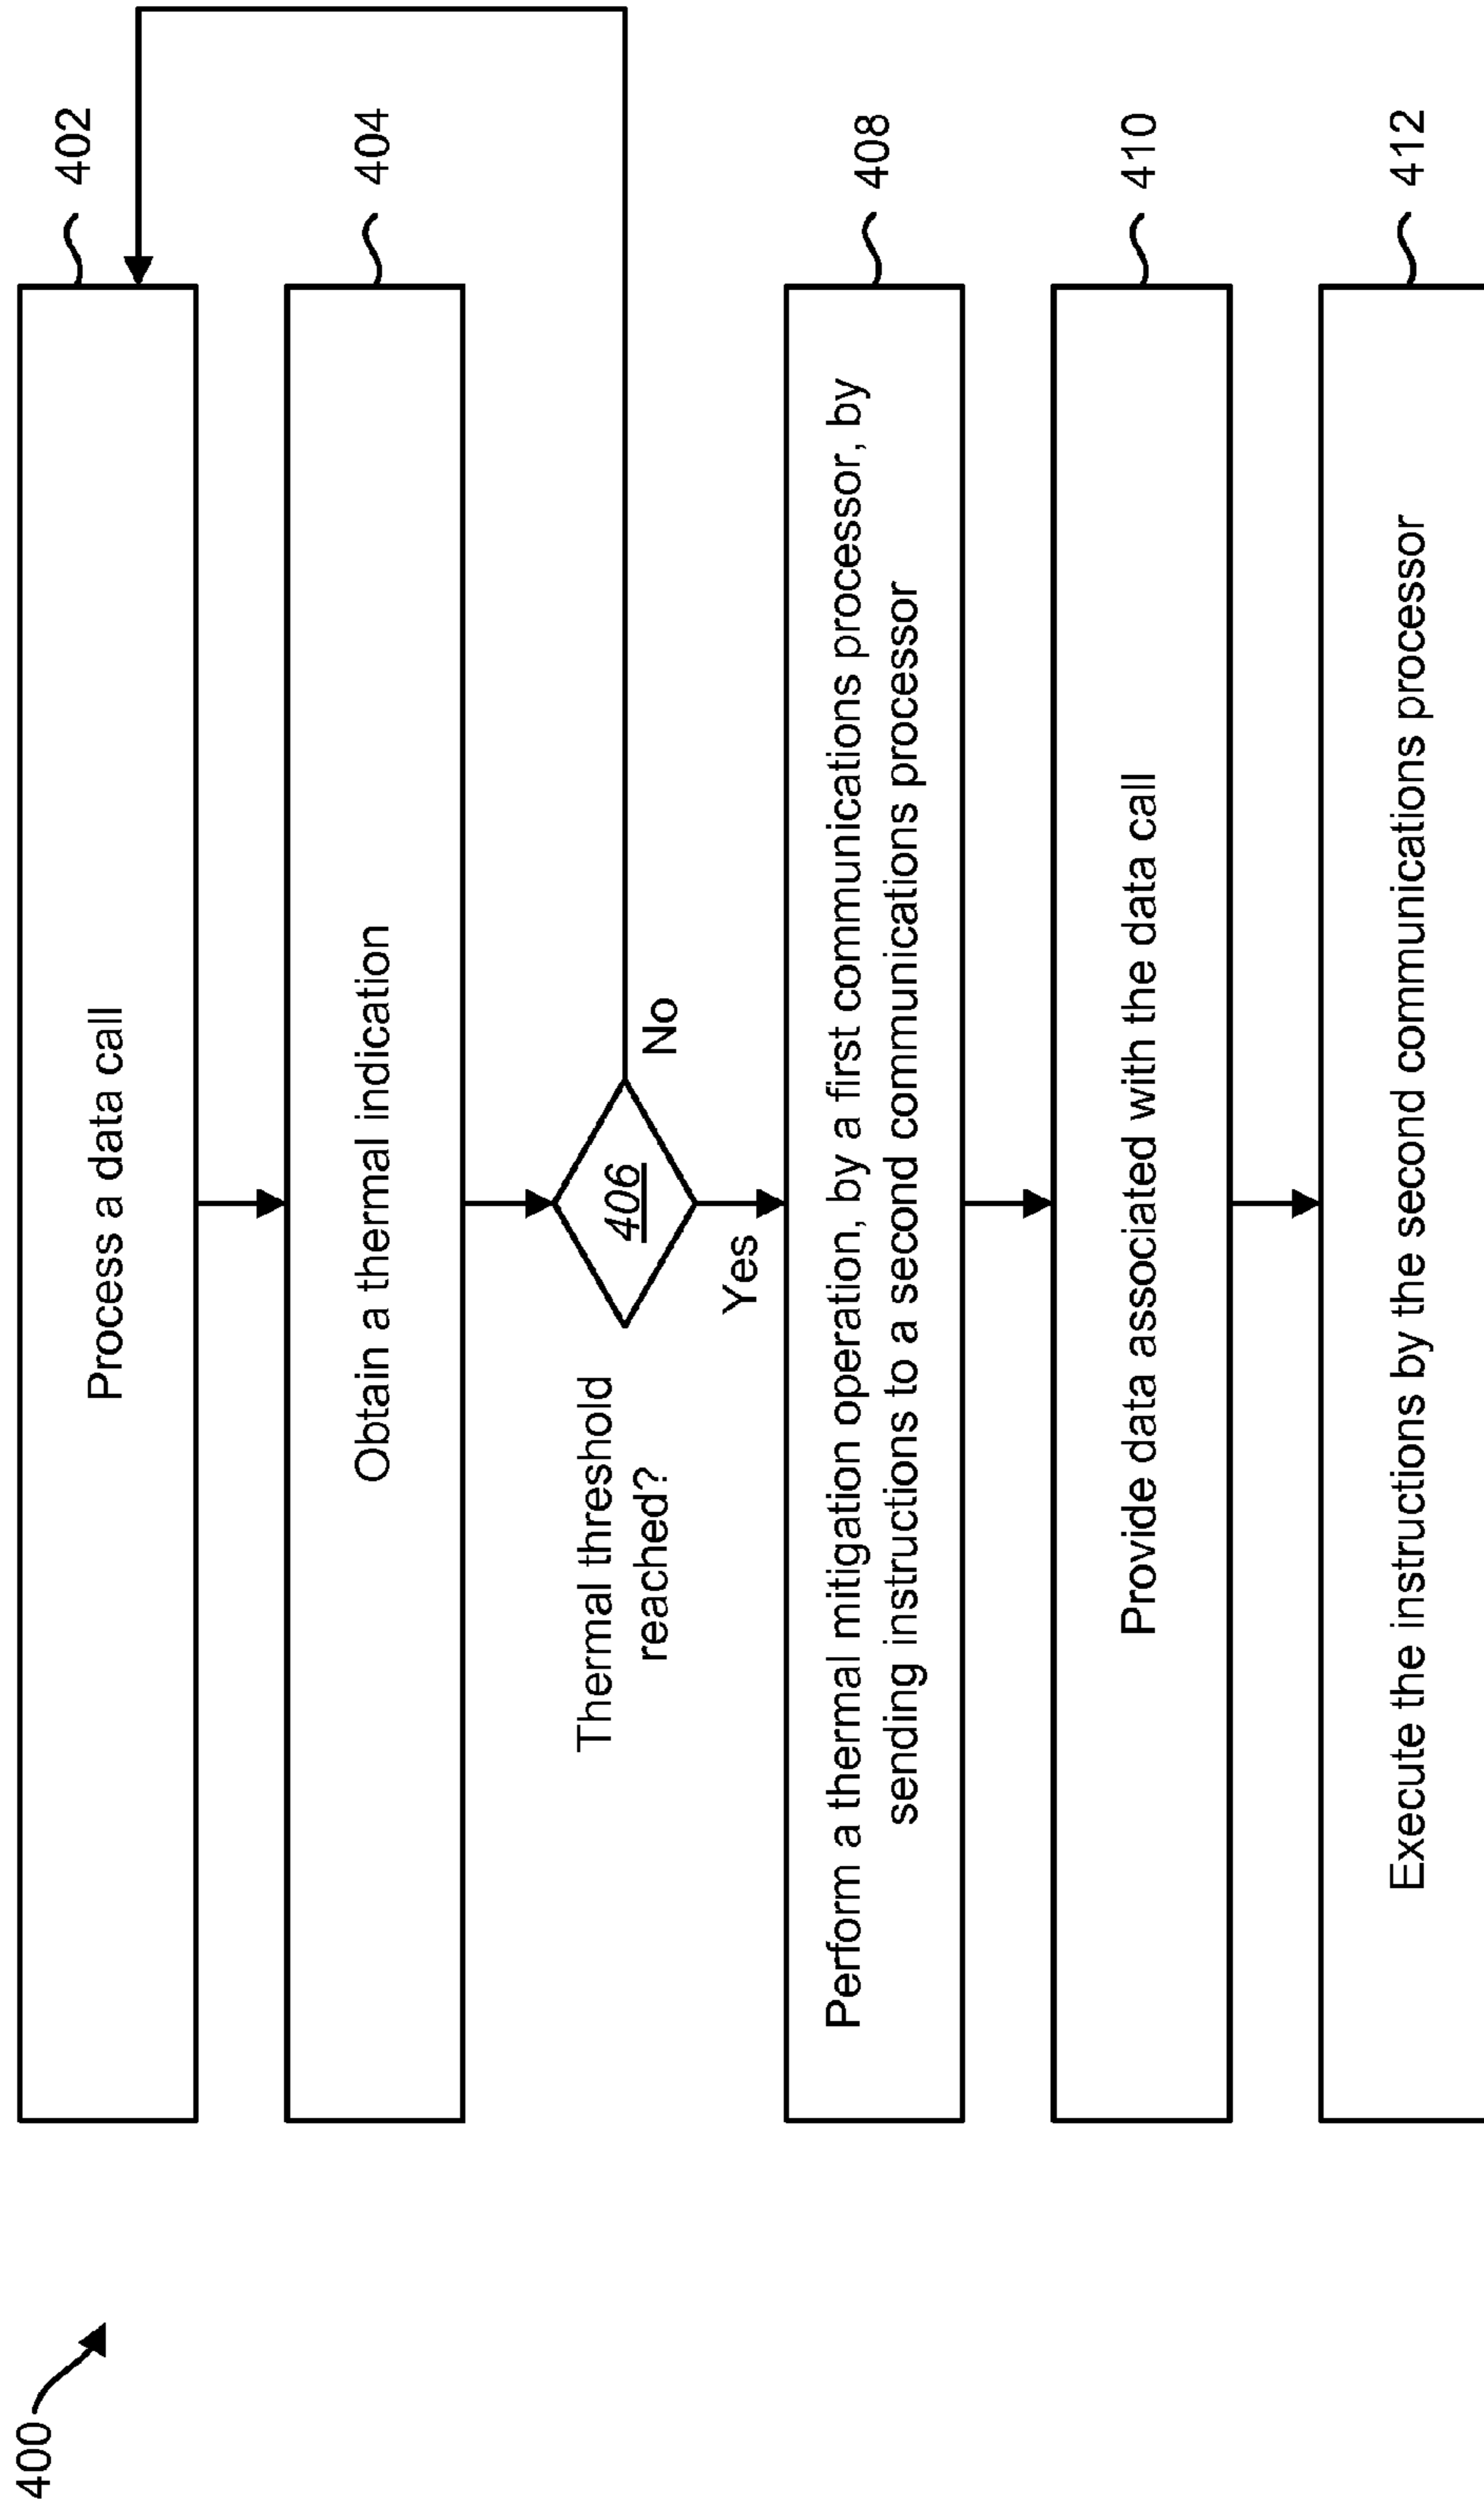 400
Process a data call
402
Obtain a thermal indication
404
Thermal threshold
reached?
406
No
Yes
Perform a thermal mitigation operation, by a first communications processor, by
sending instructions to a second communications processor
408
Provide data associated with the data call
410
Execute the instructions by the second communications processor
412